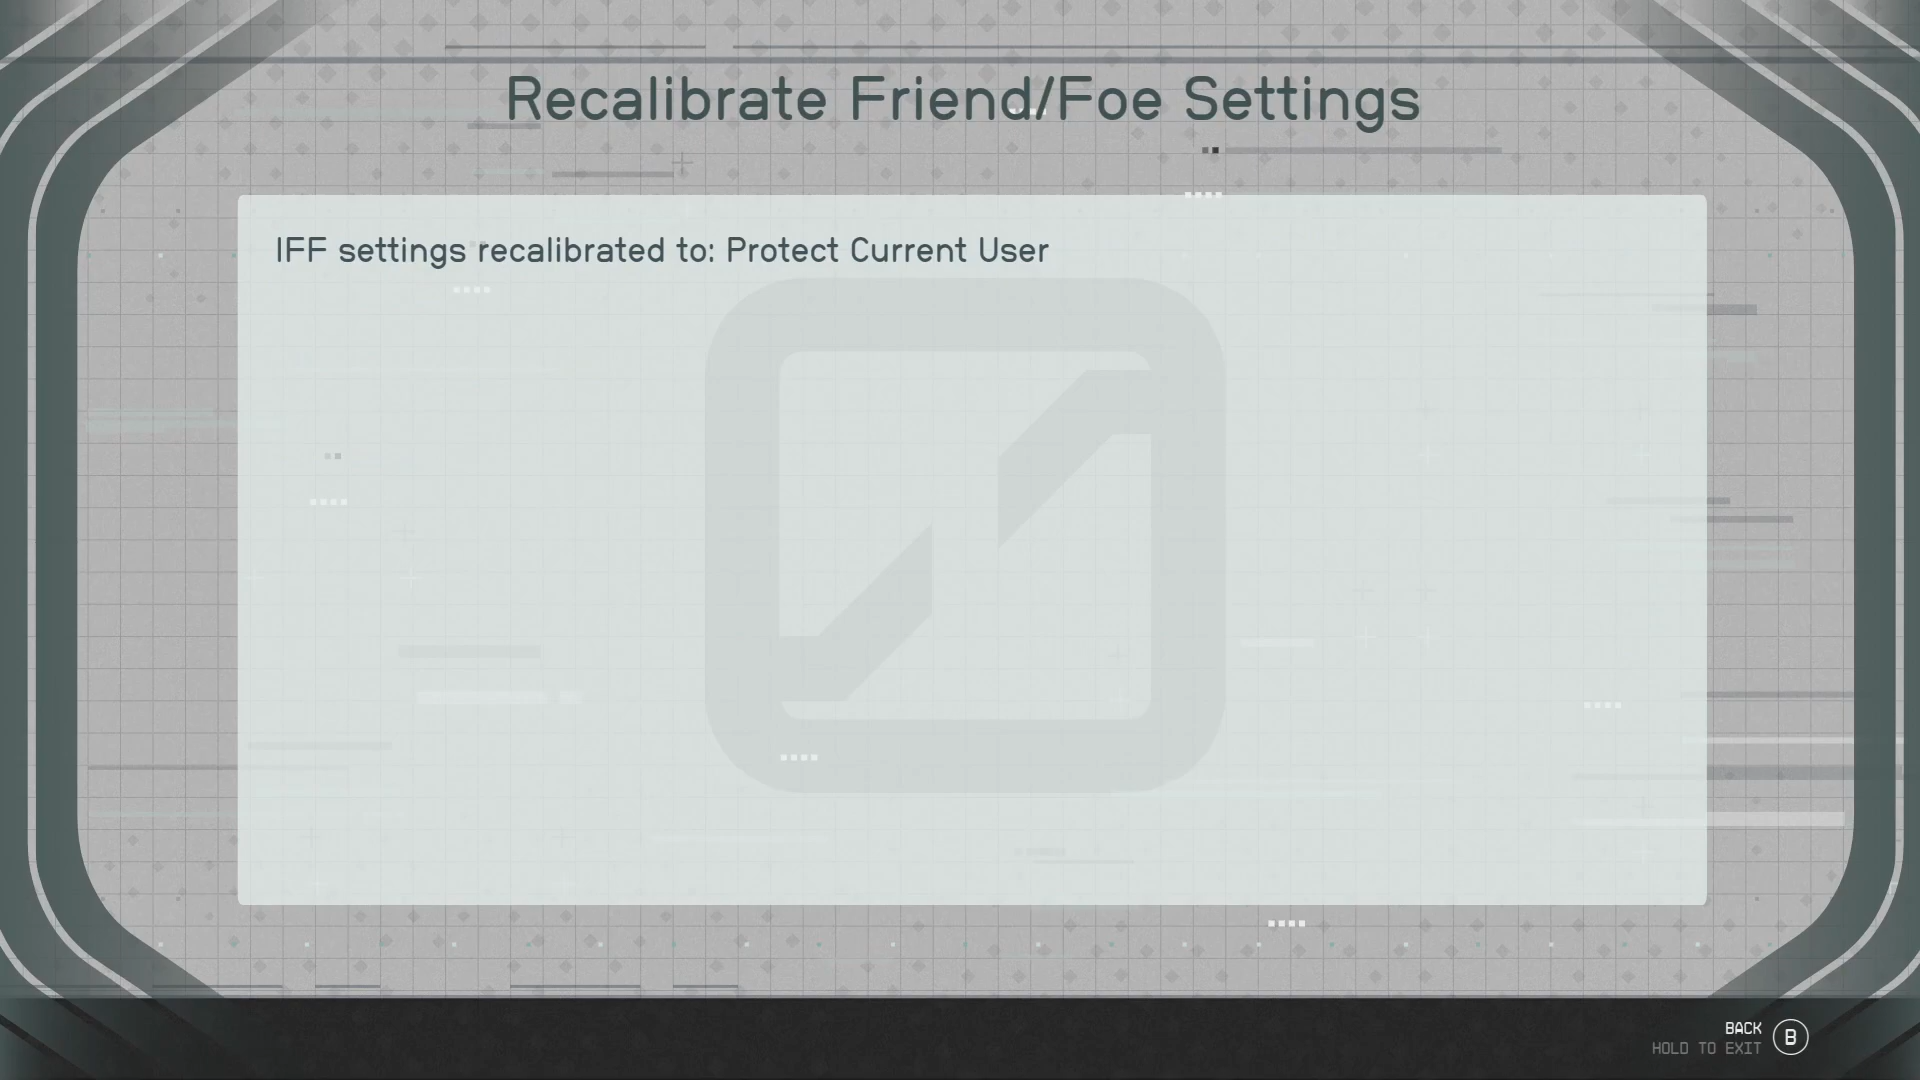 Recalibrate Friend/Foe Settings
IFF settings recalibrated to: Protect Current User
BACK
HOLD TO EXIT
B